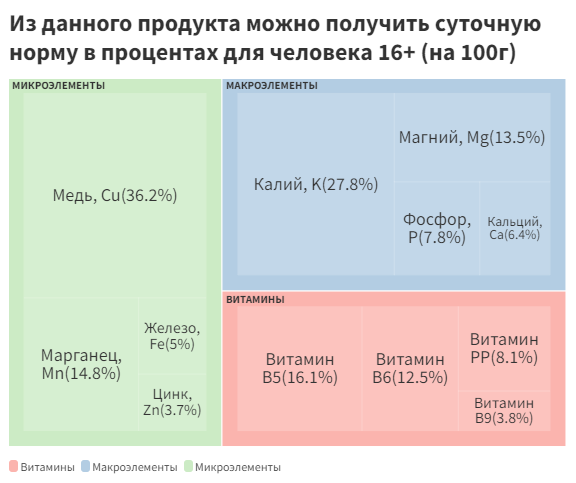 Из данного продукта можно получить суточную
норму в процентах для человека 16+ (на 100г)
МИКРОЭЛЕМЕНТЫ
Медь, Cu(36.2%)
Марганец,
Mn(14.8%)
Железо,
Fe(5%)
Цинк,
Zn(3.7%)
МАКРОЭЛЕМЕНТЫ
Калий, K(27.8%)
Магний, Mg(13.5%)
Фосфор,
P(7.8%)
Кальций,
Ca(6.4%)
ВИТАМИНЫ
Витамин
B5(16.1%)
Витамин
B6(12.5%)
Витамин
PP(8.1%)
Витамин
B9(3.8%)
Витамины Макроэлементы Микроэлементы